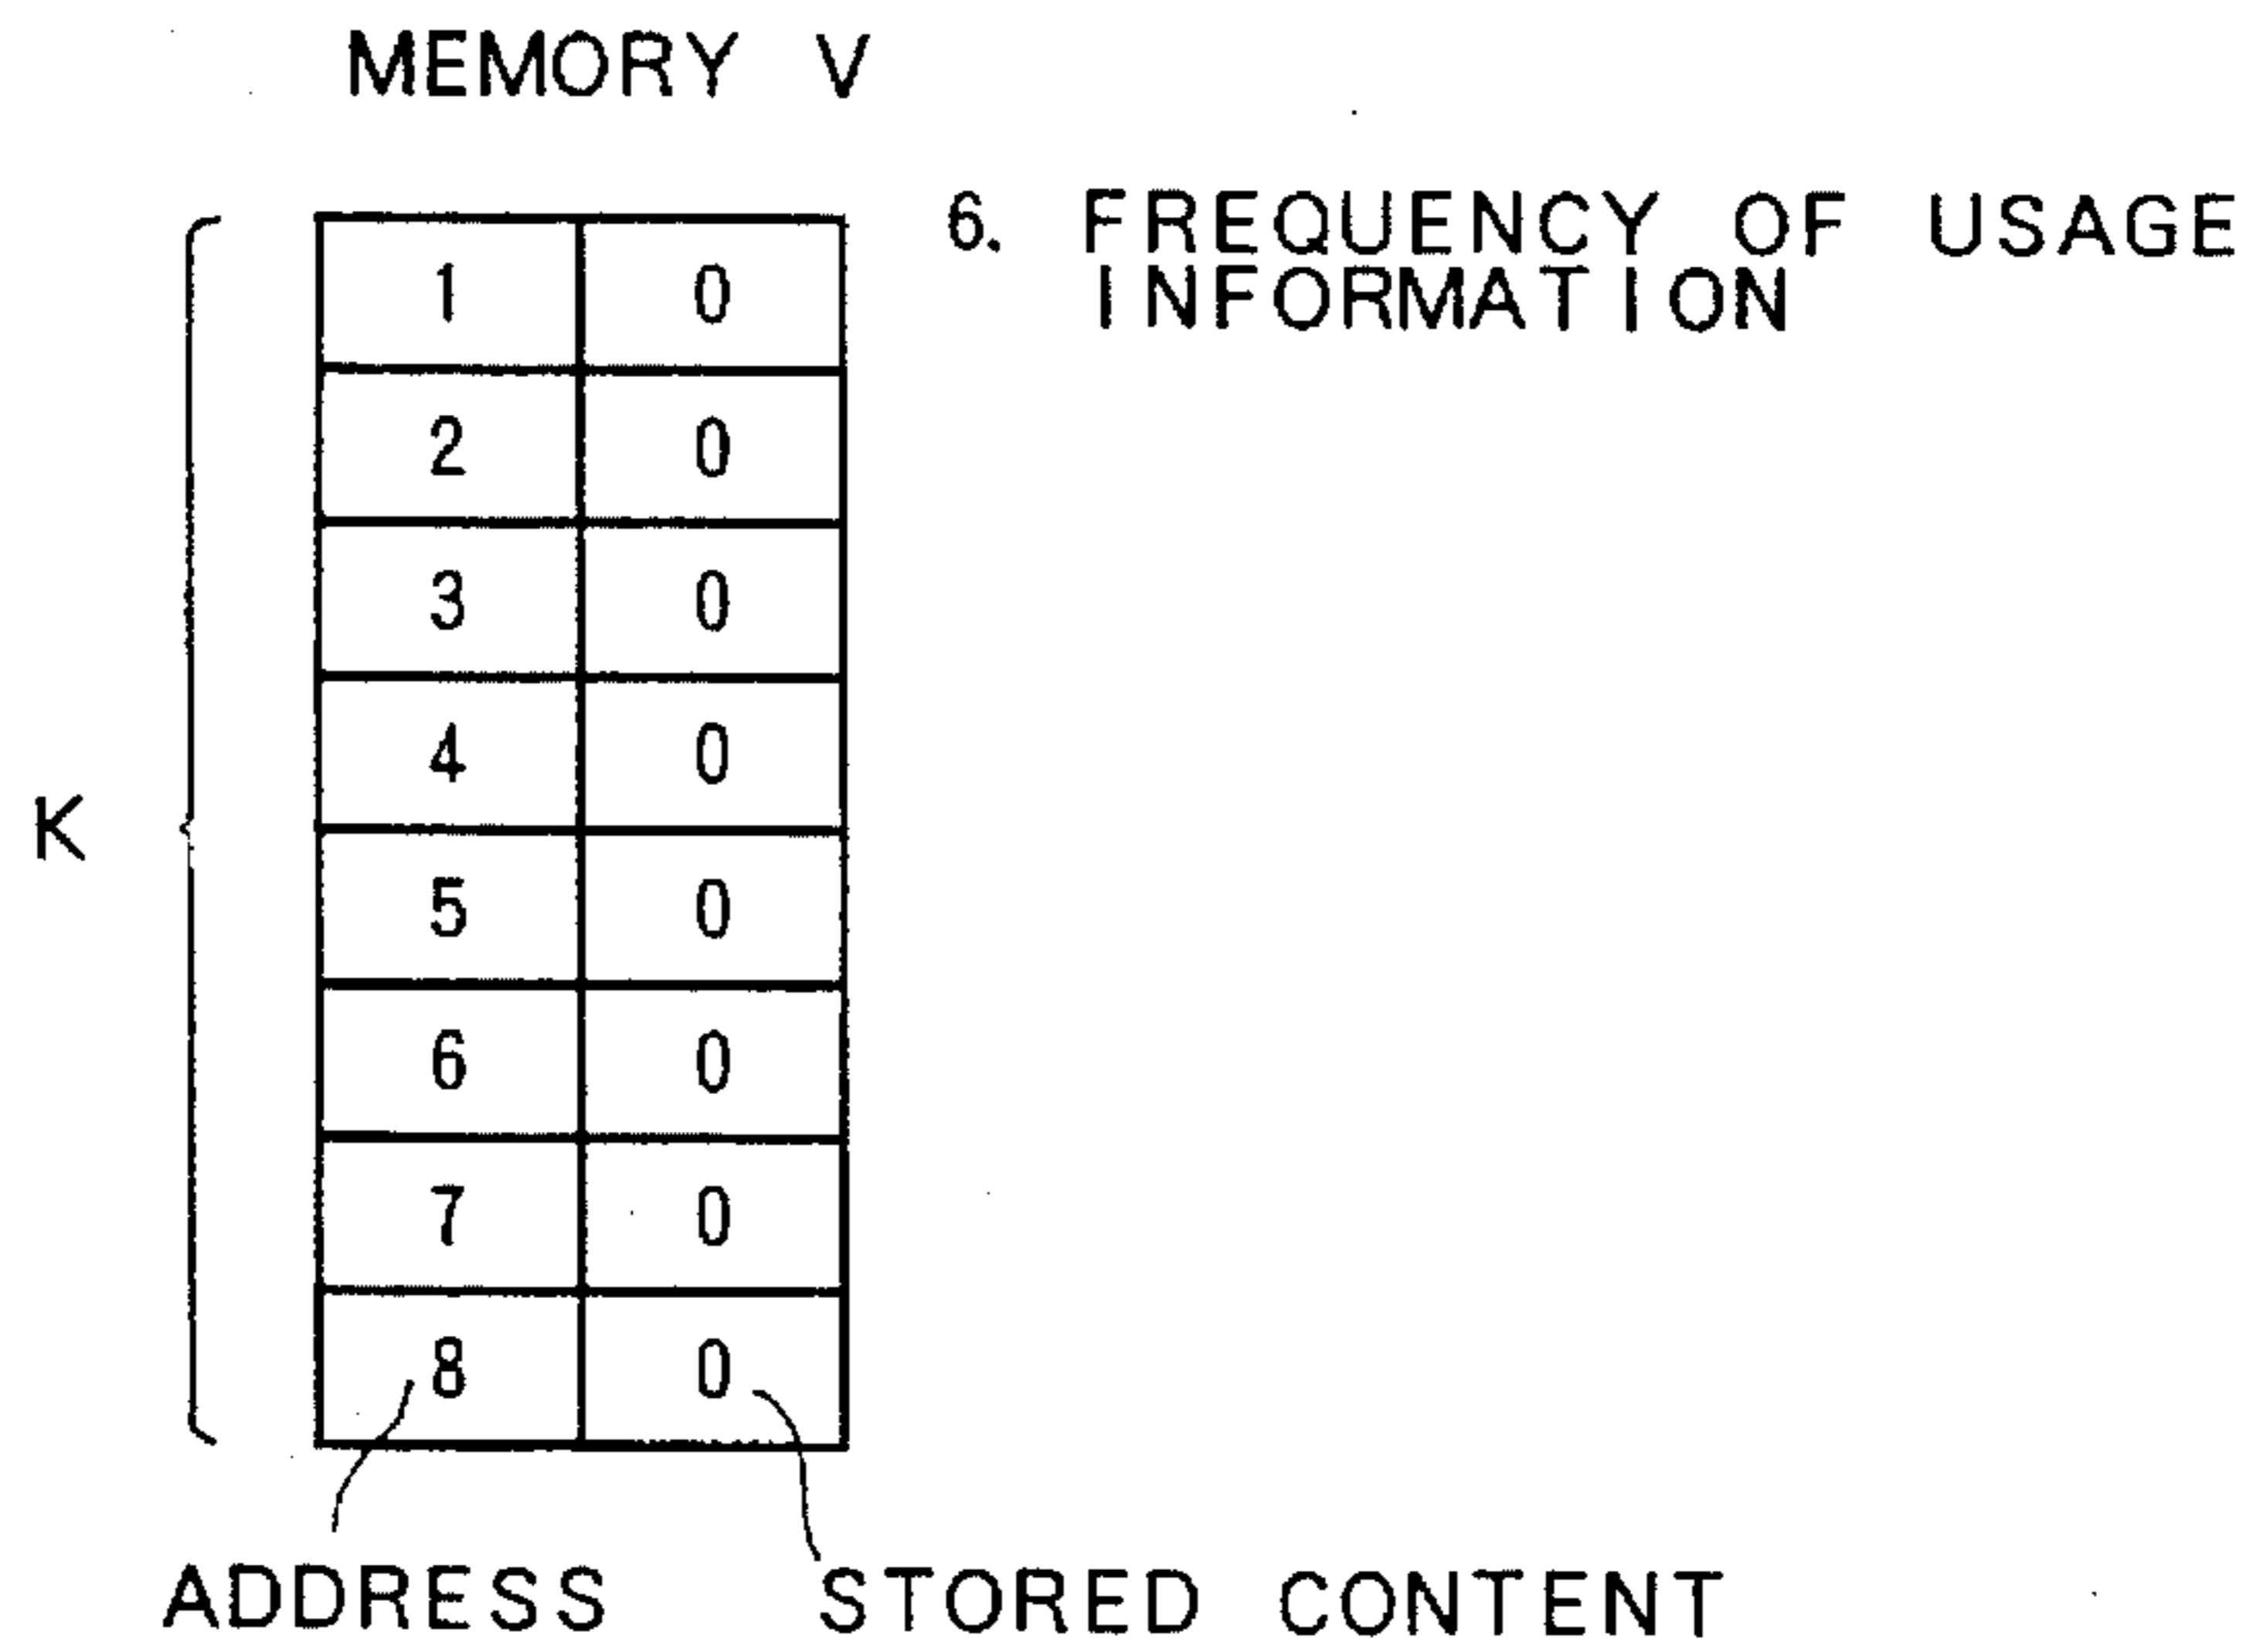 MEMORY V
6. FREQUENCY OF USAGE
INFORMATION
K
1 0
2 0
3 0
4 0
5 0
6 0
7 0
8 0
ADDRESS STORED CONTENT